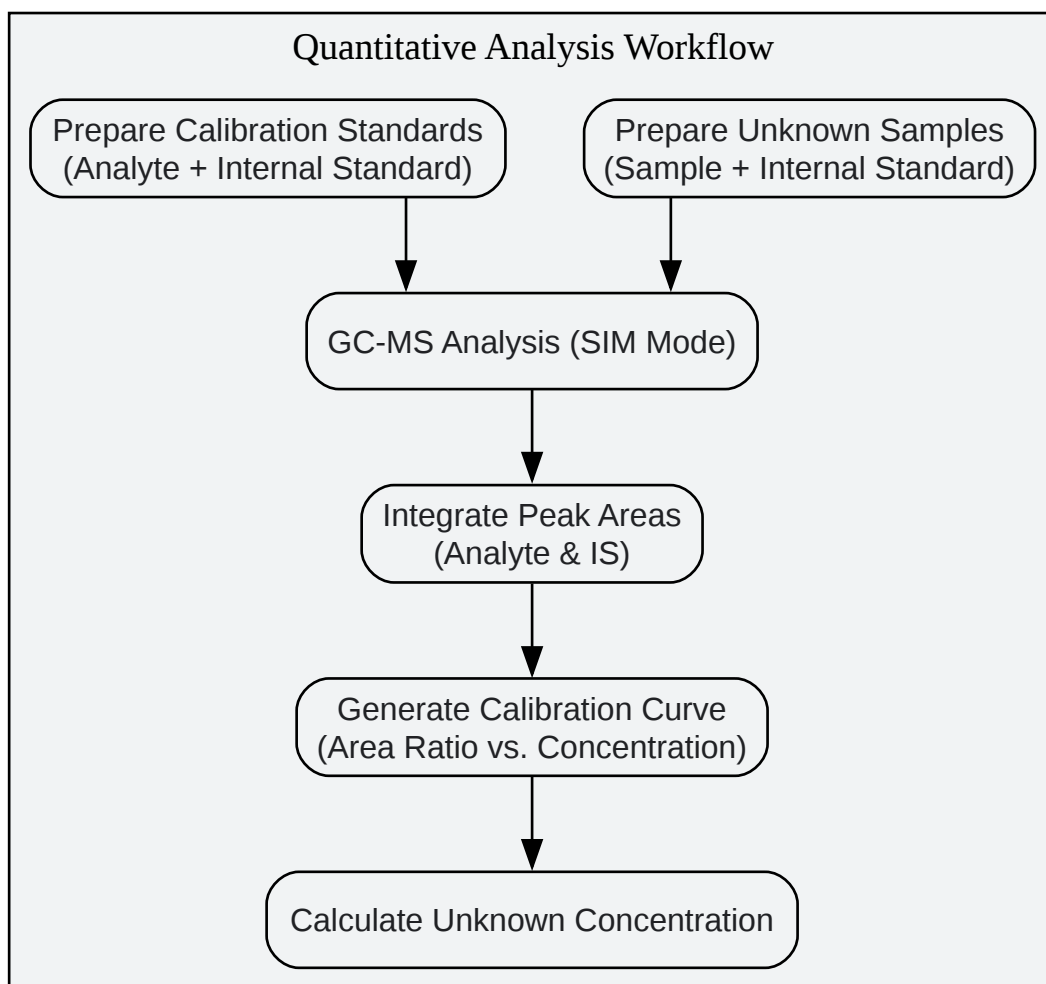 Quantitative Analysis Workflow
Prepare Calibration Standards
(Analyte + Internal Standard)
Prepare Unknown Samples
(Sample + Internal Standard)
GC-MS Analysis (SIM Mode)
Integrate Peak Areas
(Analyte & IS)
Generate Calibration Curve
(Area Ratio vs. Concentration)
Calculate Unknown Concentration